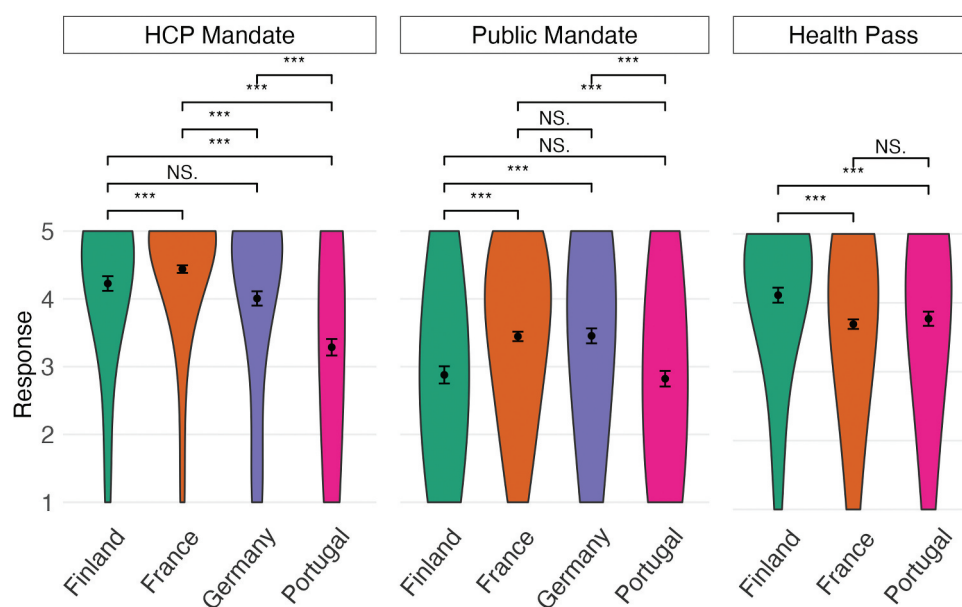 HCP Mandate
Public Mandate
Health Pass
***
***
***
***
***
NS.
NS.
***
NS.
NS.
***
***
***
***
***
5
4
3
2
1
Response
Finland
France
Germany
Portugal
Finland
France
Germany
Portugal
Finland
France
Portugal